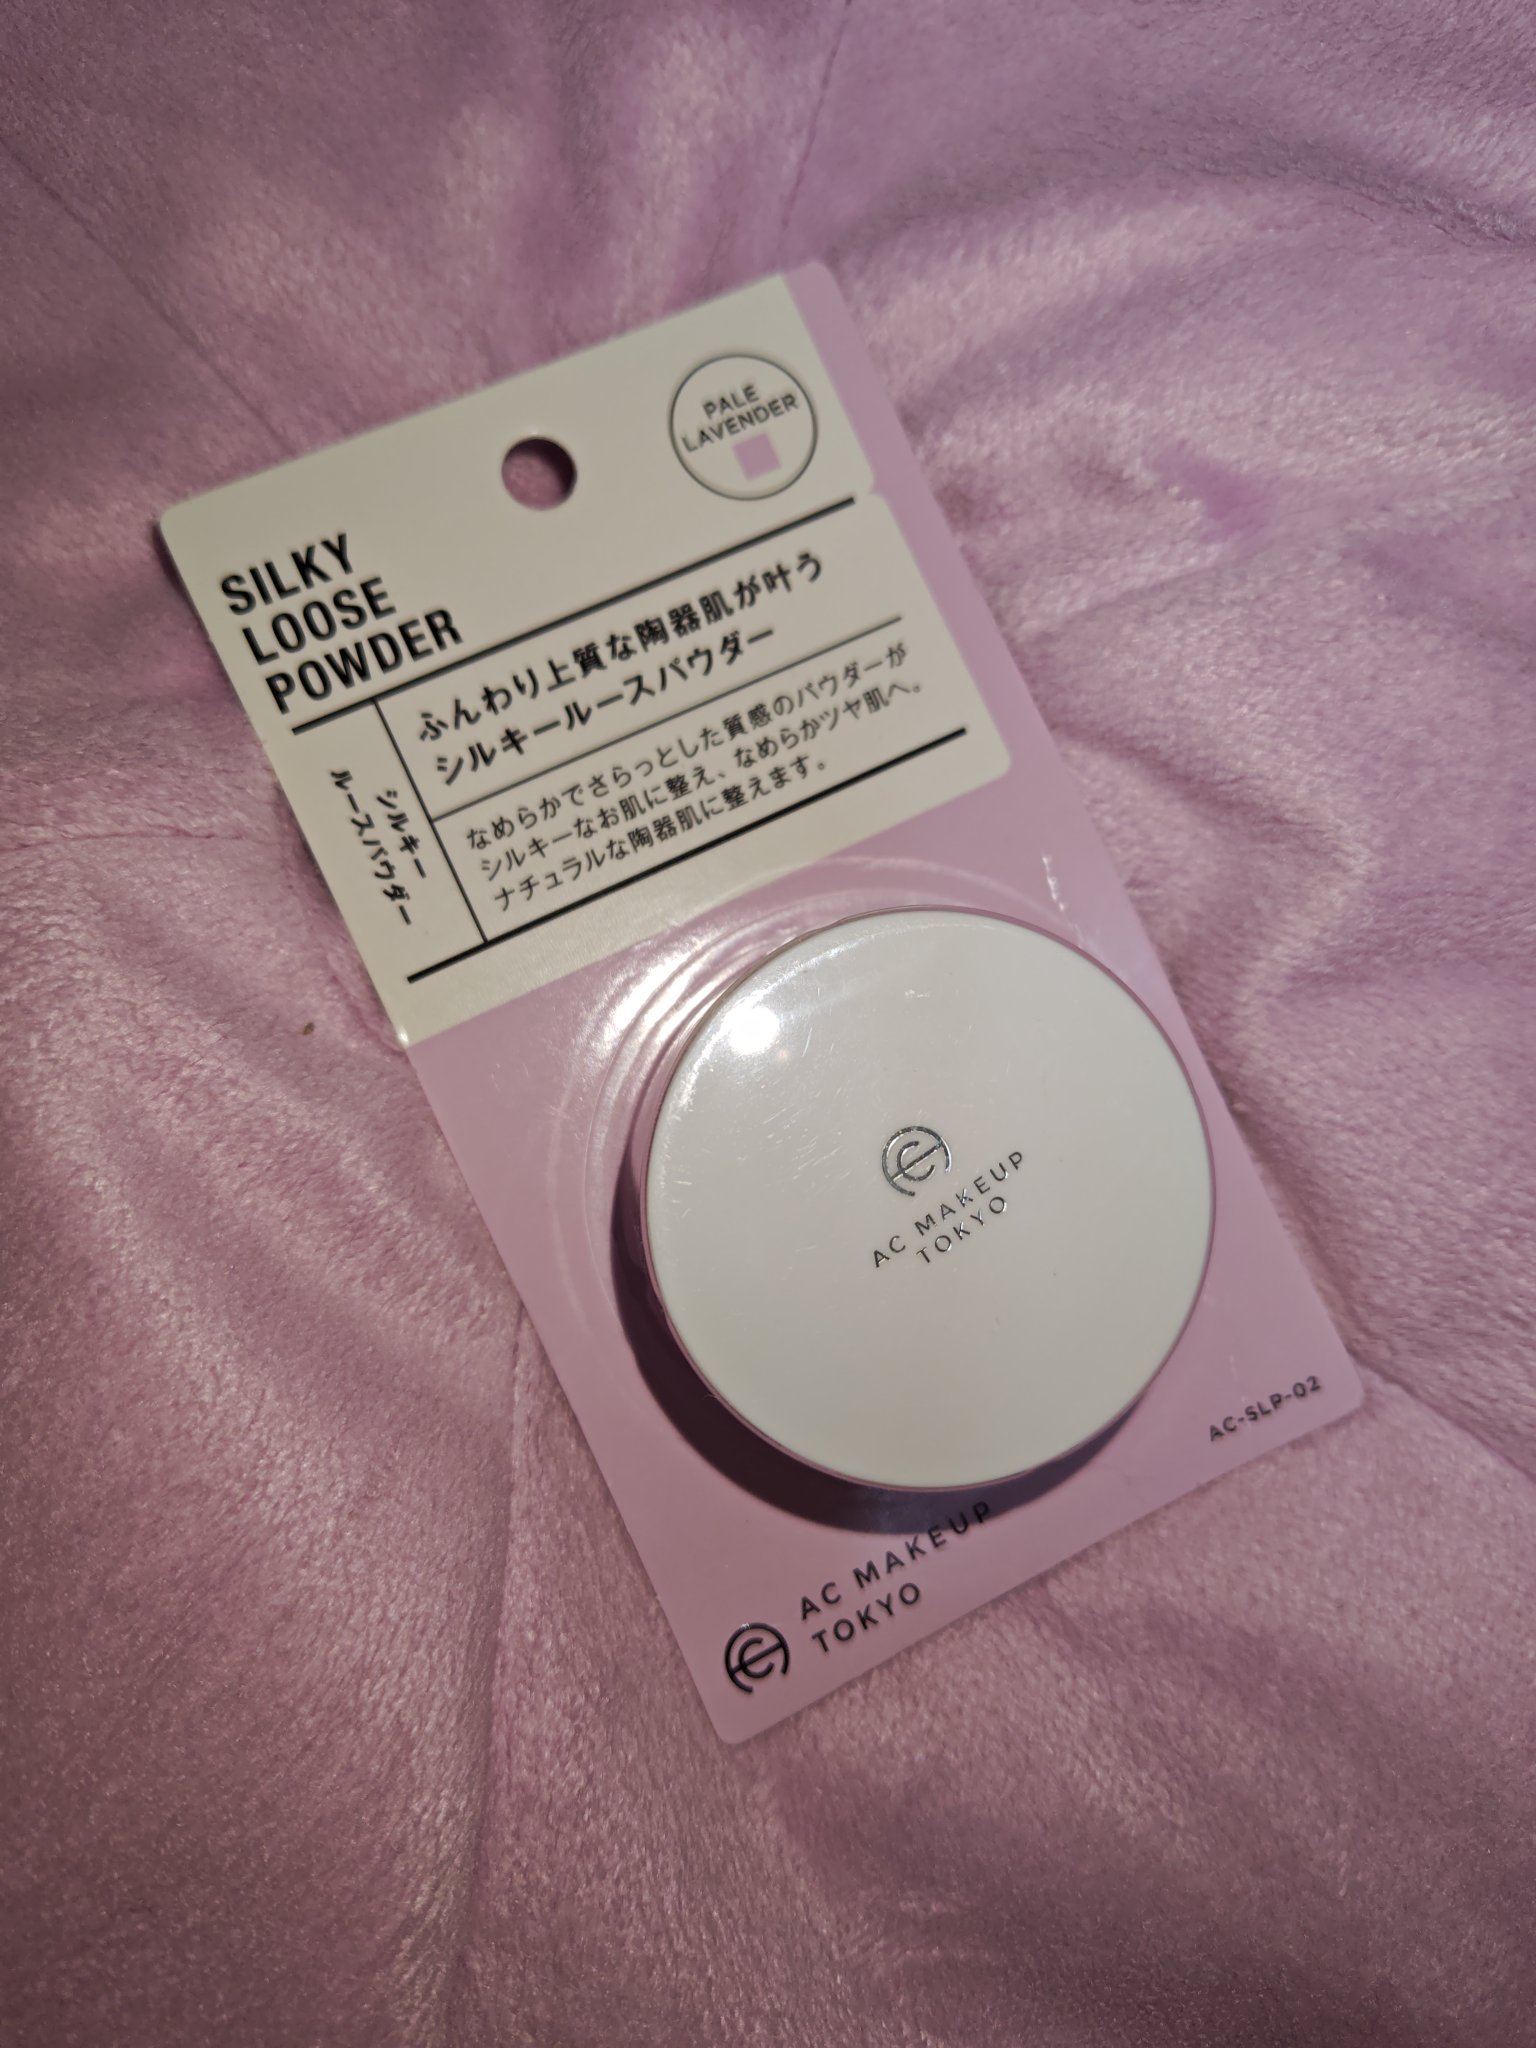 PALE
LAVENDER
SILKY
LOOSE
POWDER
シルキー
ルースパウダー
ふんわり上質な陶器肌が叶う
シルキールースパウダー
なめらかでさらっとした質感のパウダーが
シルキーなお肌に整え、なめらかツヤ肌へ。
ナチュラルな陶器肌に整えます。
AC MAKEUP
TOKYO
AC-SLP-02
AC MAKEUP
TOKYO